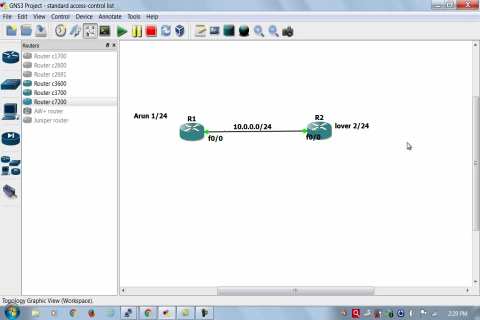 GNS3 Project - standard access-control list
File Edit View Control Device Annotate Tools Help
Routers
Router c1700
Router c2600
Router c2691
Router c3600
Router c3700
Router c7200
AW+ router
Juniper router
Arun 1/24
R1
f0/0
10.0.0.0/24
R2
f0/0
lover 2/24
Topology Graphic View (Workspace).
2:29 PM